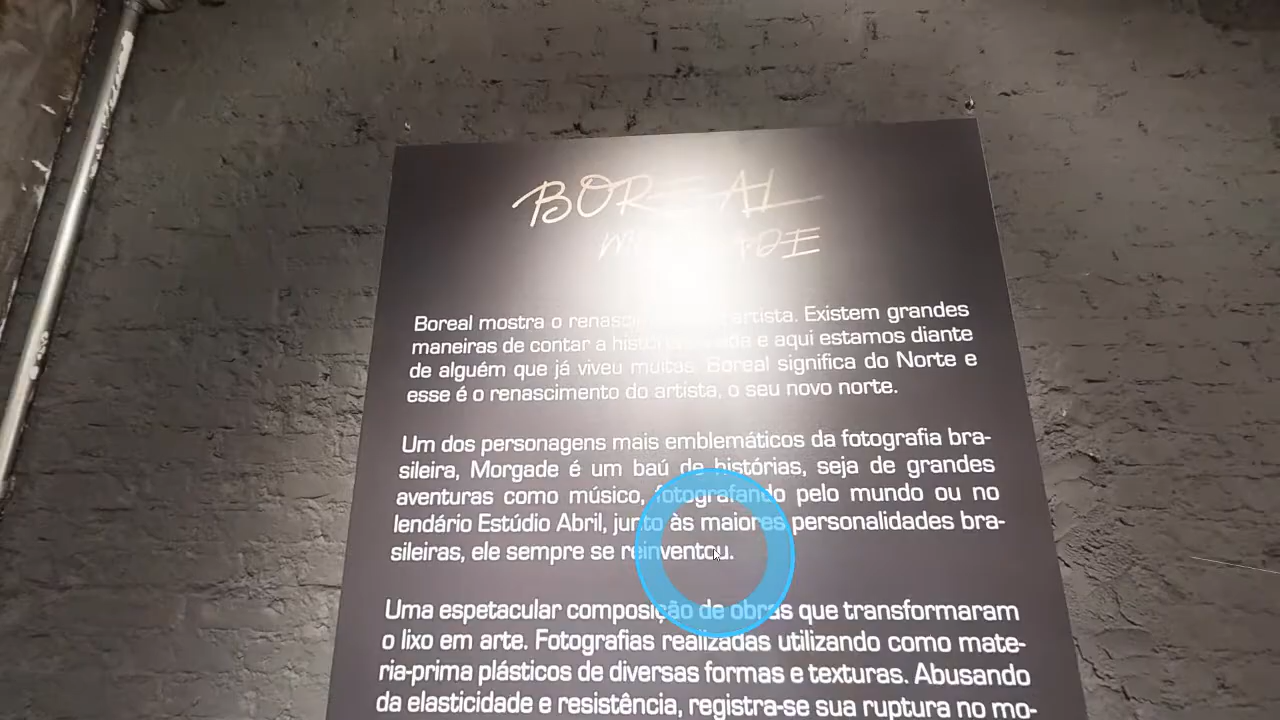 BOREAL
Boreal mostra o artista. Existem grandes
maneiras de contar a e aqui estamos diante
de alguém que já viveu muitas. Boreal significa do Norte e
esse é o renascimento do artista, o seu novo norte.
Um dos personagens mais emblemáticos da fotografia bra-
sileira, Morgade é um baú de histórias, seja de grandes
aventuras como músico, fotografando pelo mundo ou no
lendário Estúdio Abril, junto às maiores personalidades bra-
sileiras, ele sempre se reinventou.
Uma espetacular composição de obras que transformaram
o lixo em arte. Fotografias realizadas utilizando como mate-
ria-prima plásticos de diversas formas e texturas. Abusando
da elasticidade e resistência, registra-se sua ruptura no mo-